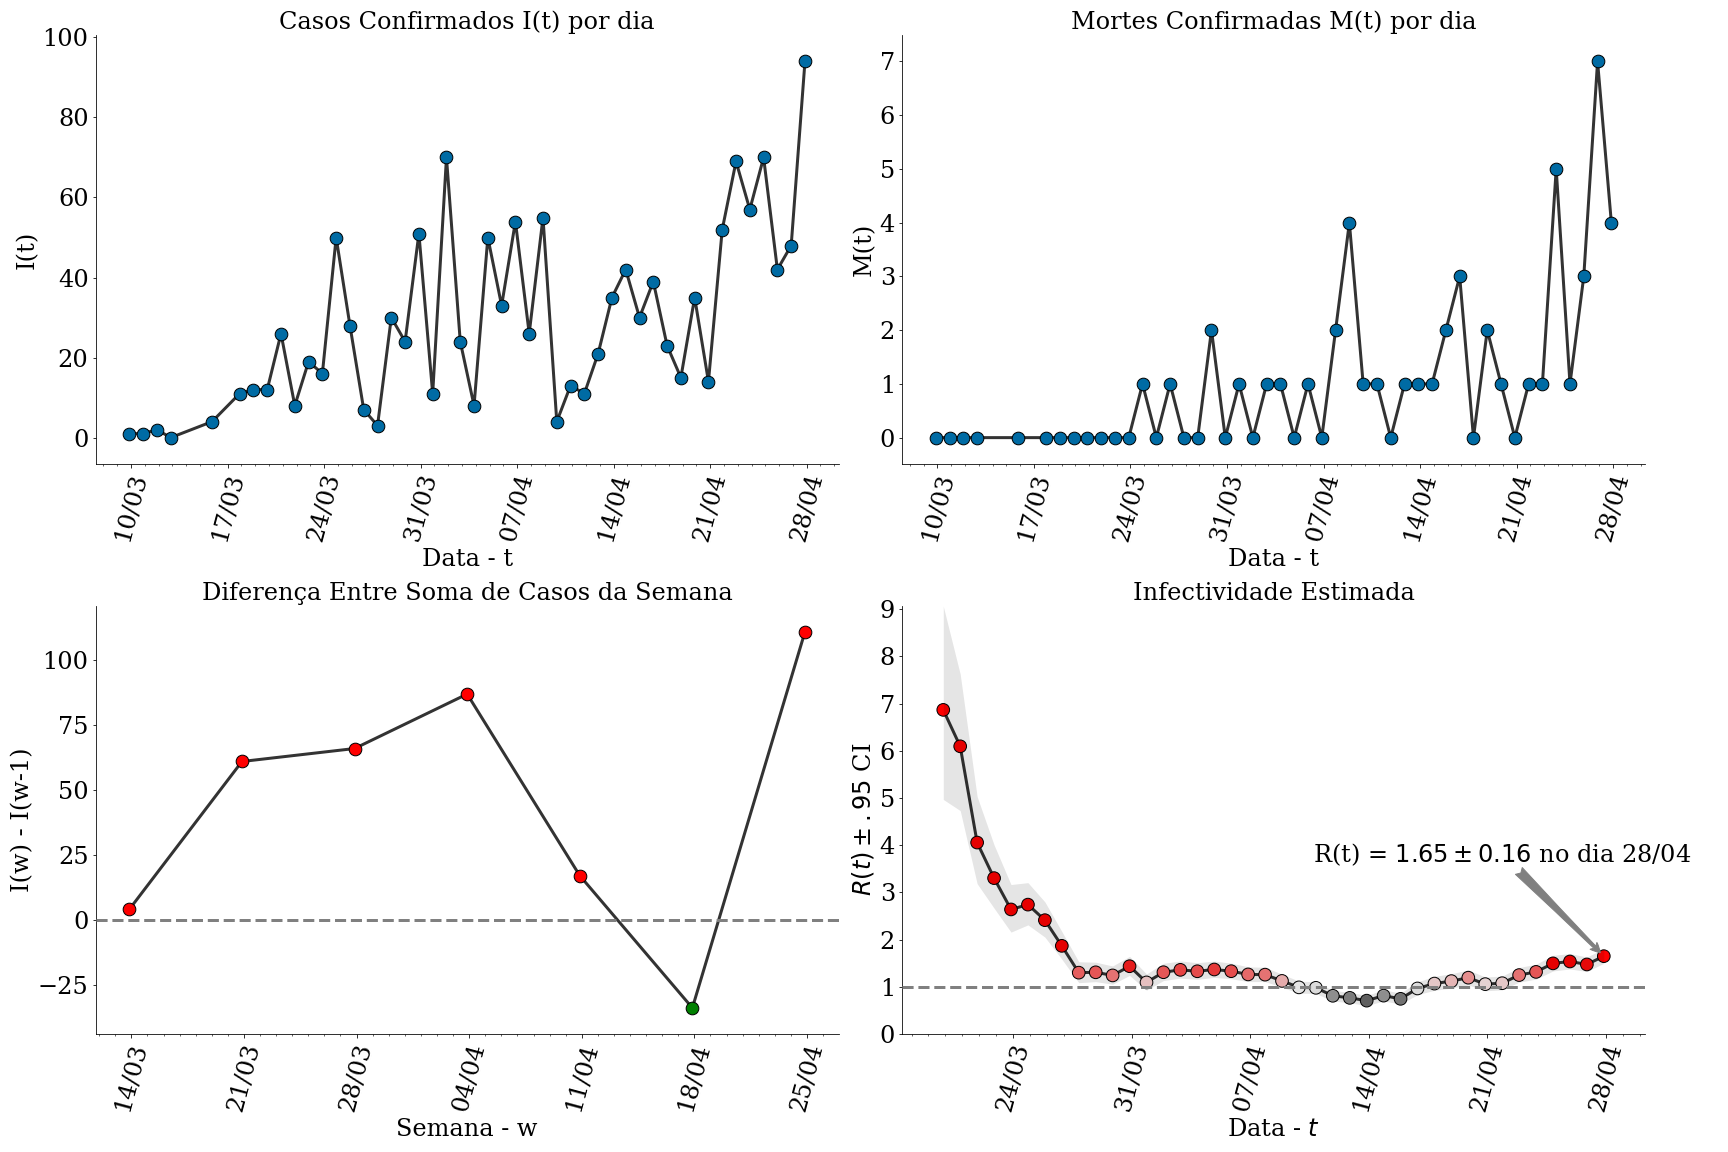 Casos Confirmados I(t) por dia
I(t)
100
80
60
40
20
0
10/03 17/03 24/03 31/03 07/04 14/04 21/04 28/04
Data - t
Mortes Confirmadas M(t) por dia
M(t)
7
6
5
4
3
2
1
0
10/03 17/03 24/03 31/03 07/04 14/04 21/04 28/04
Data - t
Diferença Entre Soma de Casos da Semana
I(w) - I(w-1)
100
75
50
25
0
−25
14/03 21/03 28/03 04/04 11/04 18/04 25/04
Semana - w
Infectividade Estimada
R(t) ± .95 CI
9
8
7
6
5
4
3
2
1
0
R(t) = 1.65 ± 0.16 no dia 28/04
24/03 31/03 07/04 14/04 21/04 28/04
Data - t